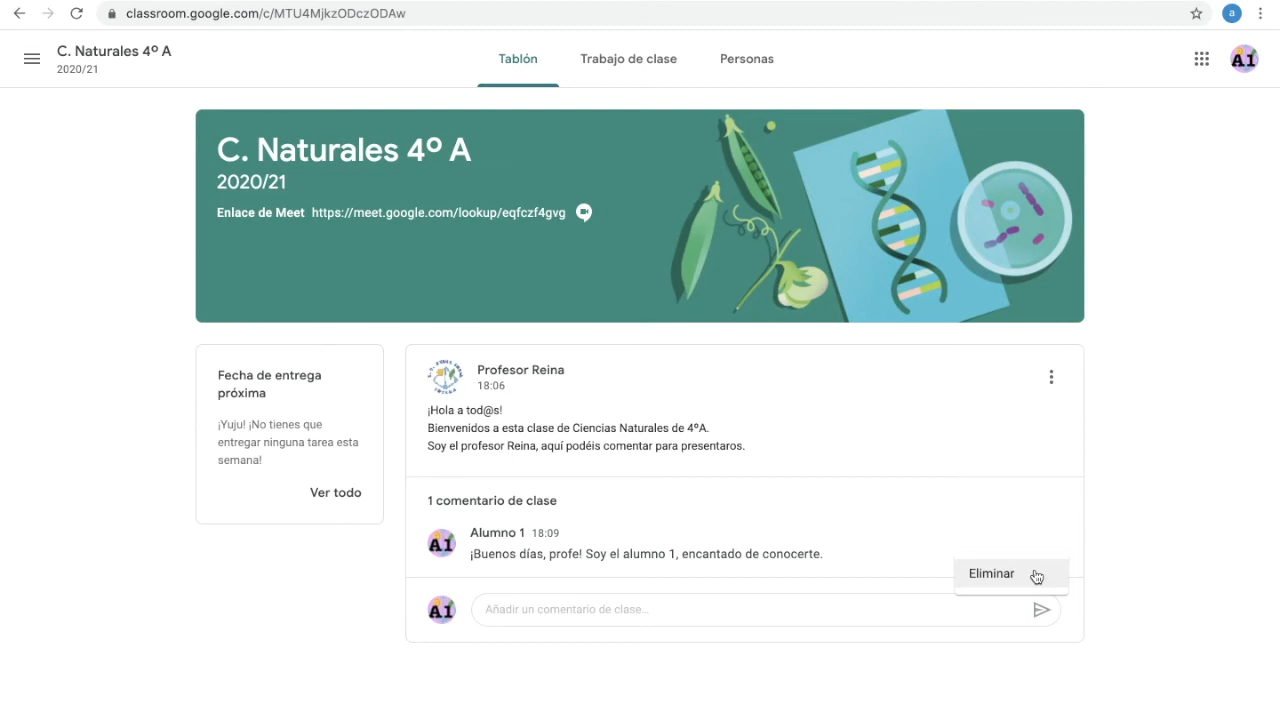 classroom.google.com/c/MTU4MjkzODczODAw
a
C. Naturales 4º A
2020/21
Tablón
Trabajo de clase
Personas
A1
C. Naturales 4º A
2020/21
Enlace de Meet https://meet.google.com/lookup/eqfczf4gvg
Fecha de entrega
próxima
¡Yuju! ¡No tienes que
entregar ninguna tarea esta
semana!
Ver todo
Profesor Reina
18:06
¡Hola a tod@s!
Bienvenidos a esta clase de Ciencias Naturales de 4ºA.
Soy el profesor Reina, aquí podéis comentar para presentaros.
1 comentario de clase
A1
Alumno 1 18:09
¡Buenos días, profe! Soy el alumno 1, encantado de conocerte.
Eliminar
A1
Añadir un comentario de clase...